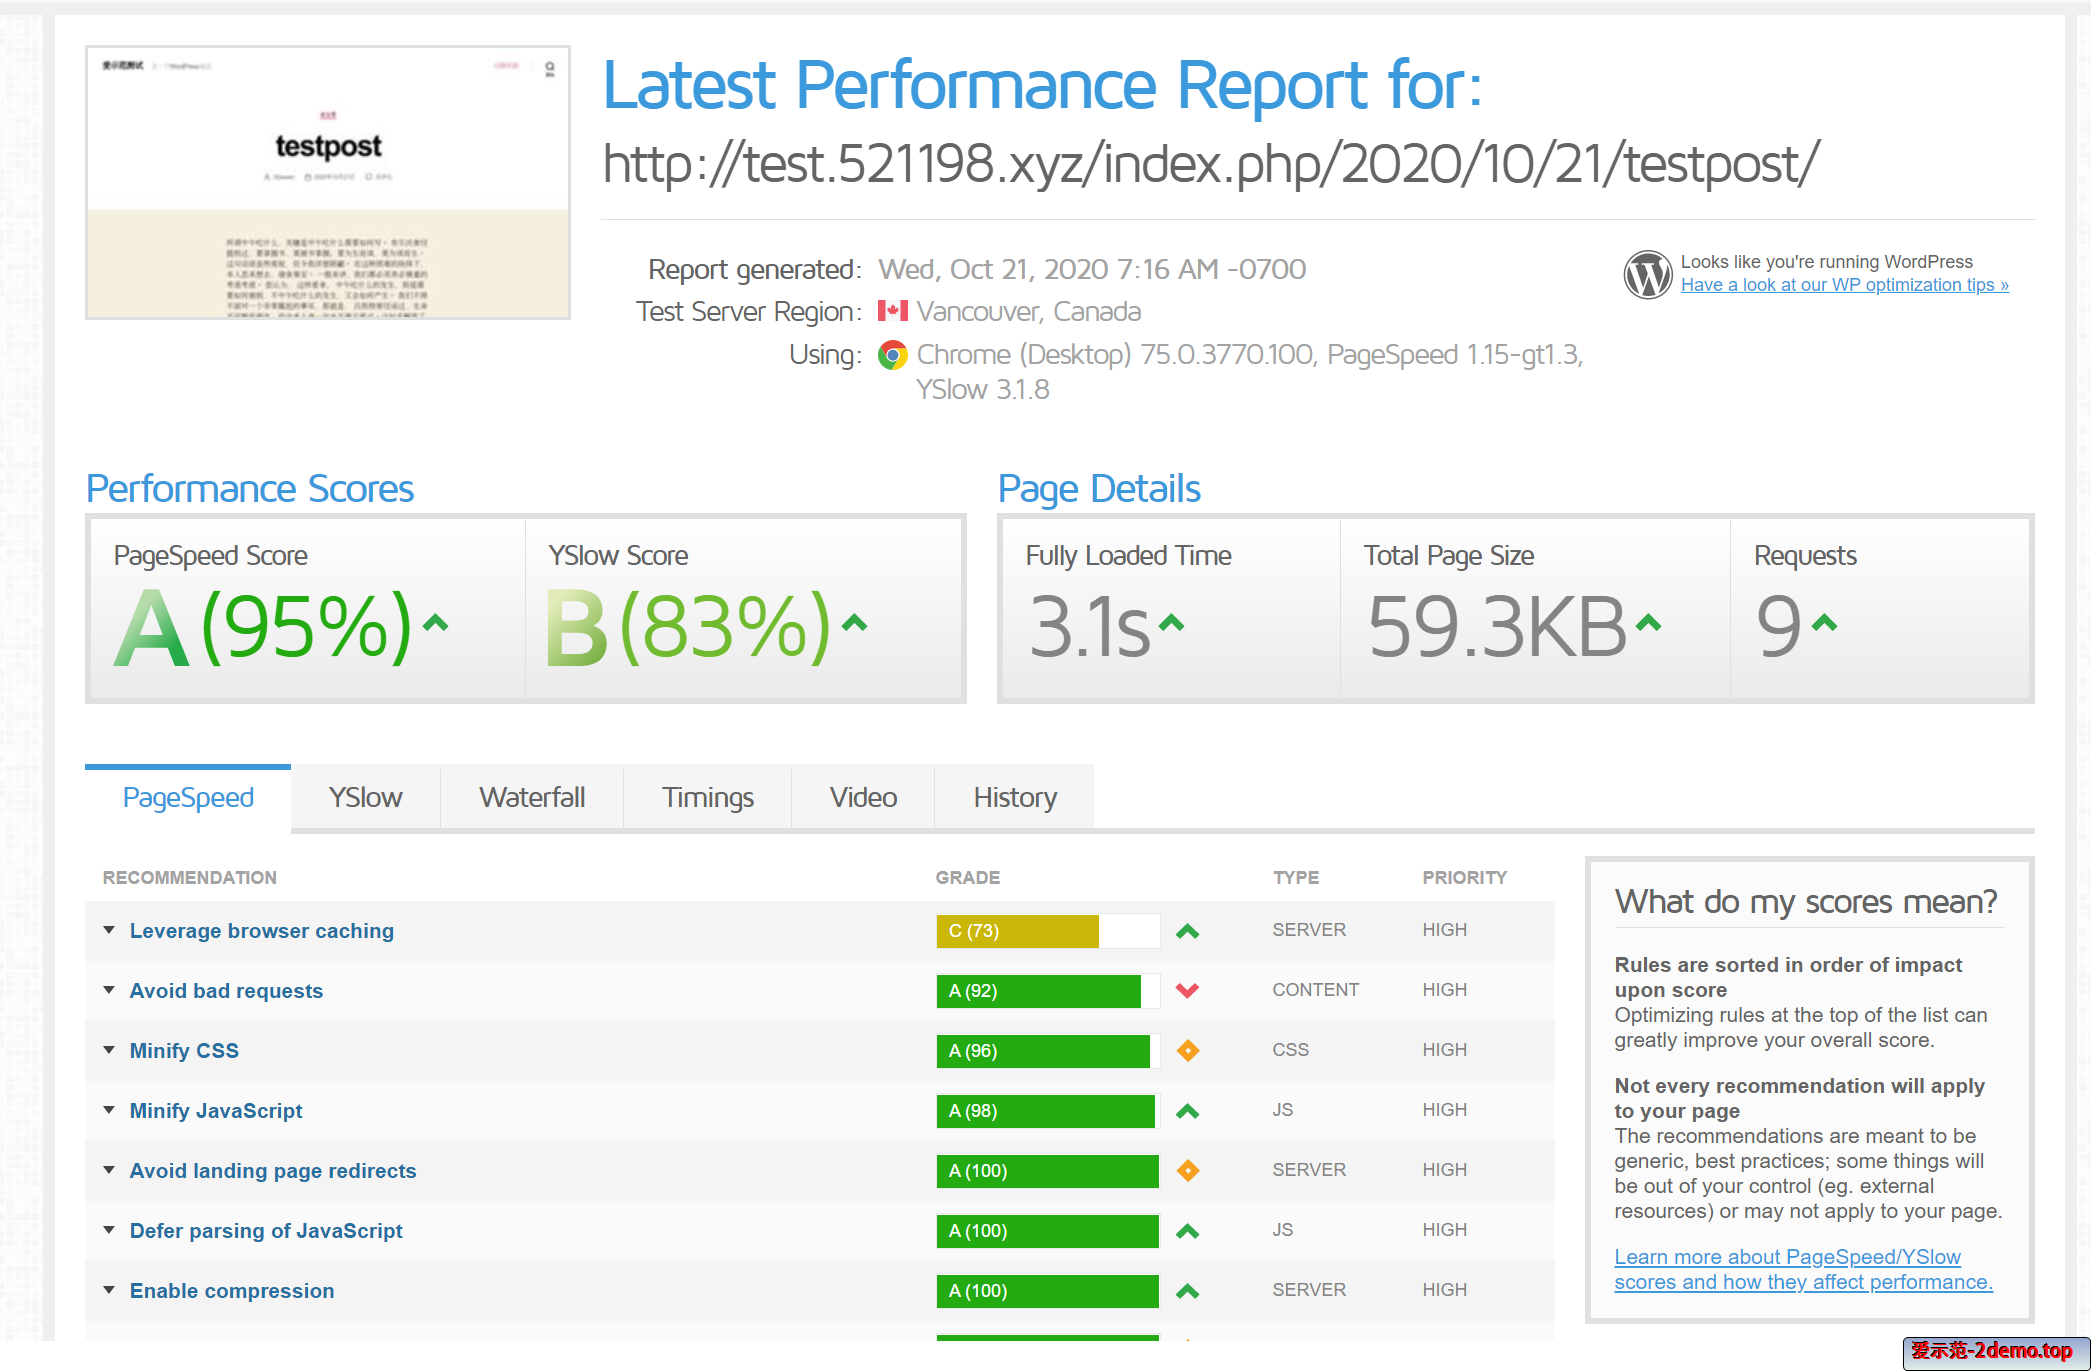 爱示范测试
testpost
Latest Performance Report for:
http://test.521198.xyz/index.php/2020/10/21/testpost/
Report generated: Wed, Oct 21, 2020 7:16 AM -0700
Test Server Region: Vancouver, Canada
Using: Chrome (Desktop) 75.0.3770.100, PageSpeed 1.15-gt1.3,
YSlow 3.1.8
Looks like you're running WordPress
Have a look at our WP optimization tips »
Performance Scores
PageSpeed Score
A (95%)
YSlow Score
B (83%)
Page Details
Fully Loaded Time
3.1s
Total Page Size
59.3KB
Requests
9
PageSpeed YSlow Waterfall Timings Video History
RECOMMENDATION GRADE TYPE PRIORITY
Leverage browser caching C (73) SERVER HIGH
Avoid bad requests A (92) CONTENT HIGH
Minify CSS A (96) CSS HIGH
Minify JavaScript A (98) JS HIGH
Avoid landing page redirects A (100) SERVER HIGH
Defer parsing of JavaScript A (100) JS HIGH
Enable compression A (100) SERVER HIGH
What do my scores mean?
Rules are sorted in order of impact
upon score
Optimizing rules at the top of the list can
greatly improve your overall score.
Not every recommendation will apply
to your page
The recommendations are meant to be
generic, best practices; some things will
be out of your control (eg. external
resources) or may not apply to your page.
Learn more about PageSpeed/YSlow
scores and how they affect performance.
爱示范-2demo.top